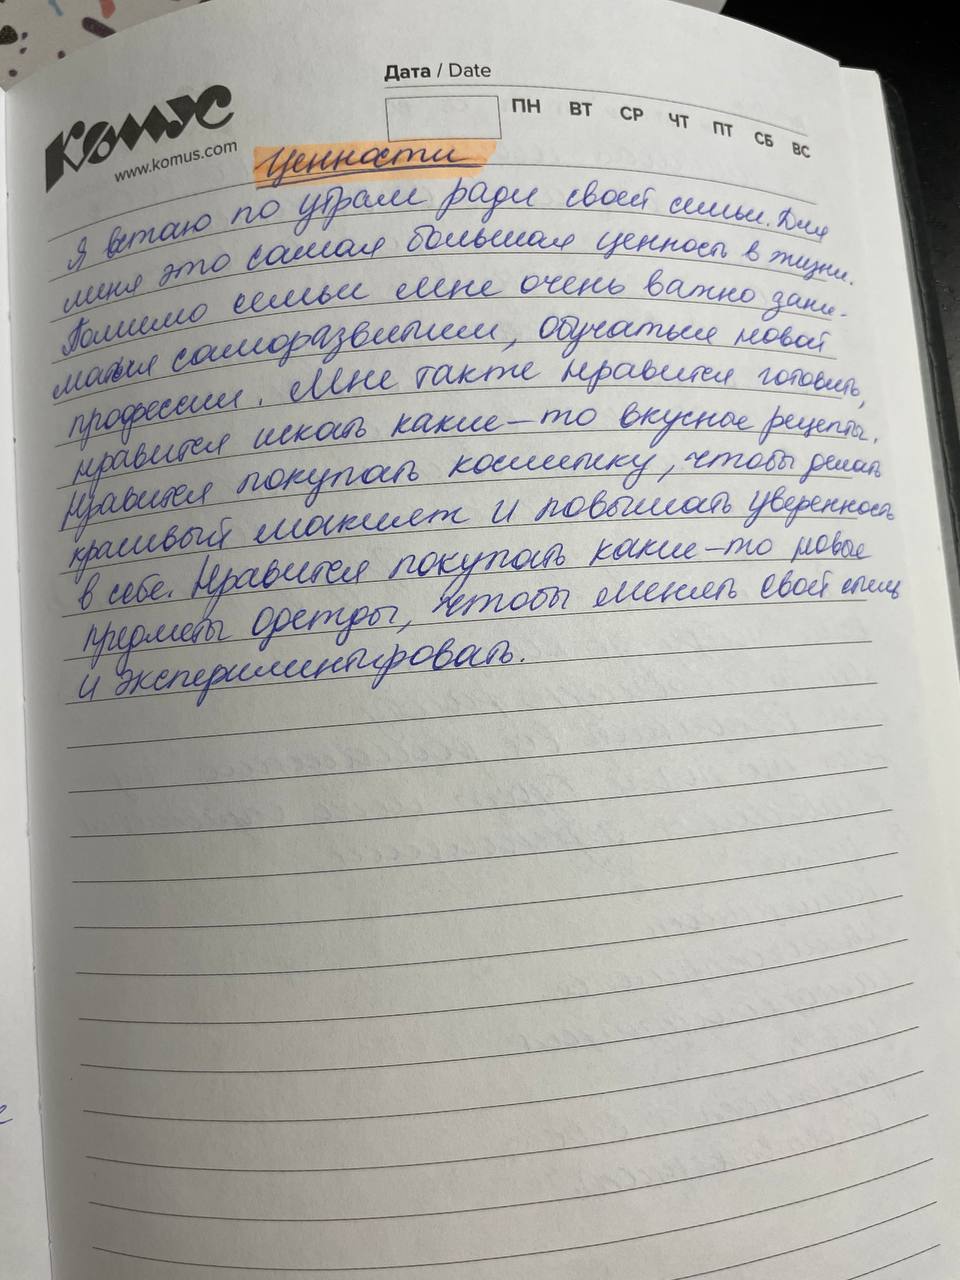 Дата / Date
Комус
www.komus.com
ПН ВТ СР ЧТ ПТ СБ ВС
Ценности
Я встаю по утрам ради своей семьи. Для
меня это самая большая ценность в жизни.
Помимо семьи мне очень важно зани-
маться саморазвитием, обучаться новой
профессии. Мне также нравится готовить,
нравится искать какие-то вкусные рецепты.
Нравится покупать косметику, чтобы делать
красивый макияж и повышать уверенность
в себе. Нравится покупать какие-то новые
предметы одежды, чтобы менять свой стиль
и экспериментировать.